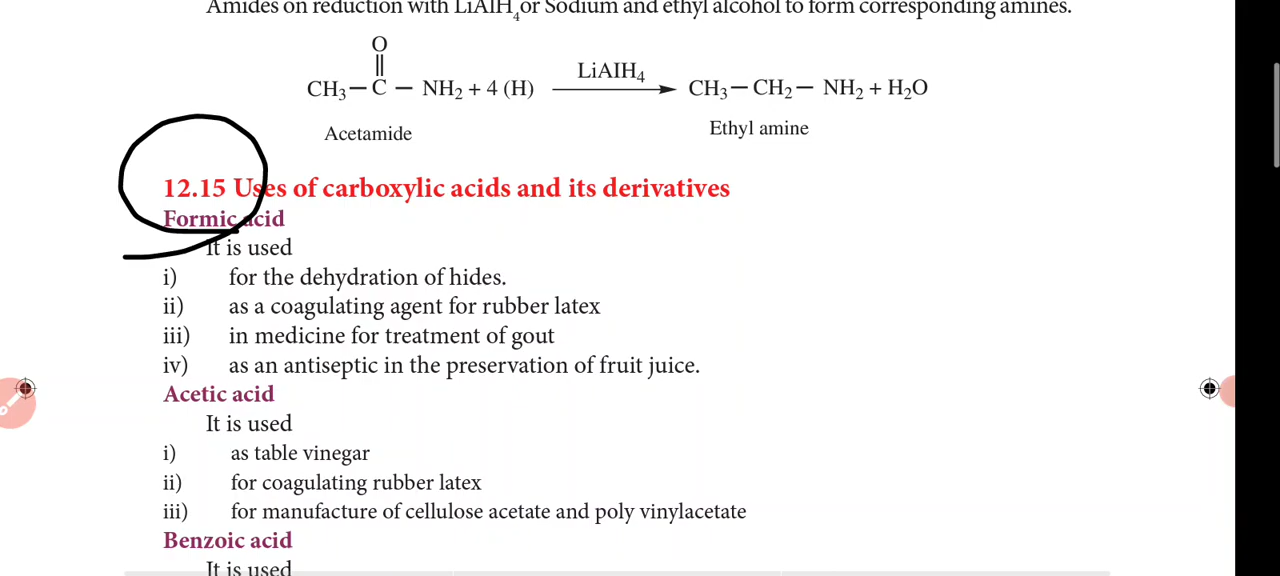 Amides on reduction with LiAlH4 or Sodium and ethyl alcohol to form corresponding amines.
O
||
CH3 — C — NH2 + 4 (H) LiAlH4 → CH3 — CH2 — NH2 + H2O
Acetamide Ethyl amine
12.15 Uses of carboxylic acids and its derivatives
Formic acid
It is used
i) for the dehydration of hides.
ii) as a coagulating agent for rubber latex
iii) in medicine for treatment of gout
iv) as an antiseptic in the preservation of fruit juice.
Acetic acid
It is used
i) as table vinegar
ii) for coagulating rubber latex
iii) for manufacture of cellulose acetate and poly vinylacetate
Benzoic acid
It is used